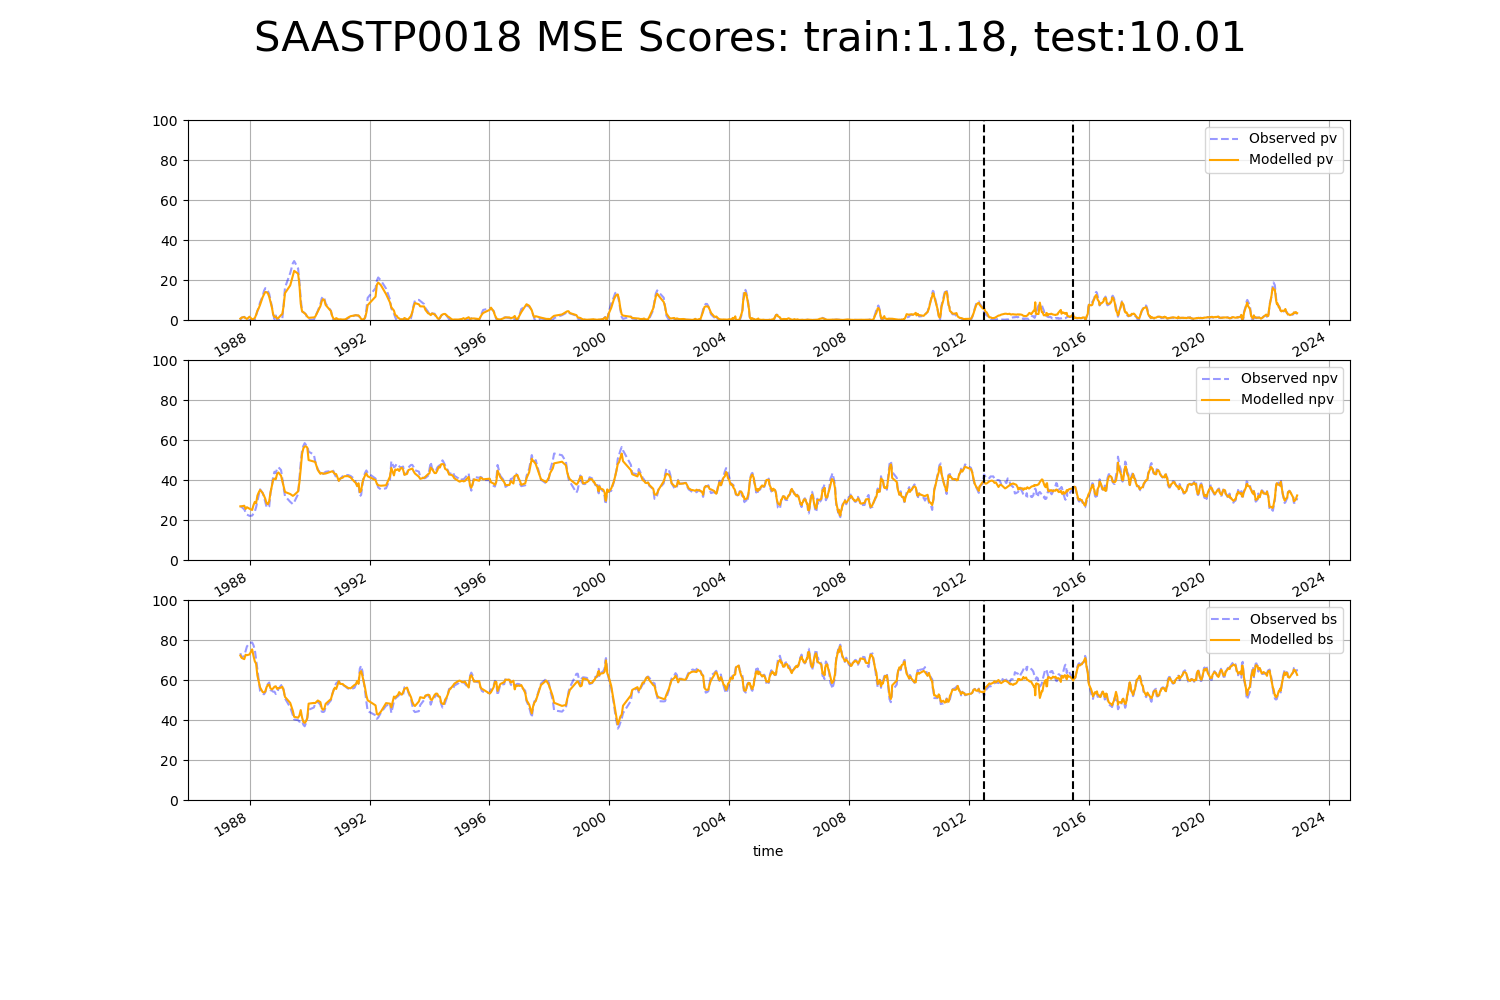 SAASTP0018 MSE Scores: train:1.18, test:10.01
100
80
60
40
20
0
Observed pv
Modelled pv
1988 1992 1996 2000 2004 2008 2012 2016 2020 2024
100
80
60
40
20
0
Observed npv
Modelled npv
1988 1992 1996 2000 2004 2008 2012 2016 2020 2024
100
80
60
40
20
0
Observed bs
Modelled bs
1988 1992 1996 2000 2004 2008 2012 2016 2020 2024
time